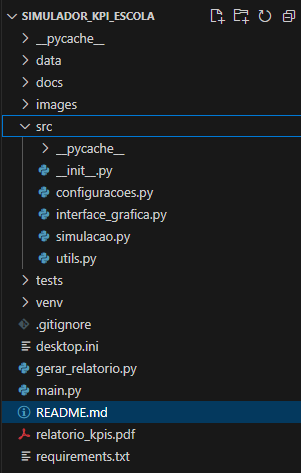 SIMULADOR_KPI_ESCOLA
__pycache__
data
docs
images
src
__pycache__
__init__.py
configuracoes.py
interface_grafica.py
simulacao.py
utils.py
tests
venv
.gitignore
desktop.ini
gerar_relatorio.py
main.py
README.md
relatorio_kpis.pdf
requirements.txt